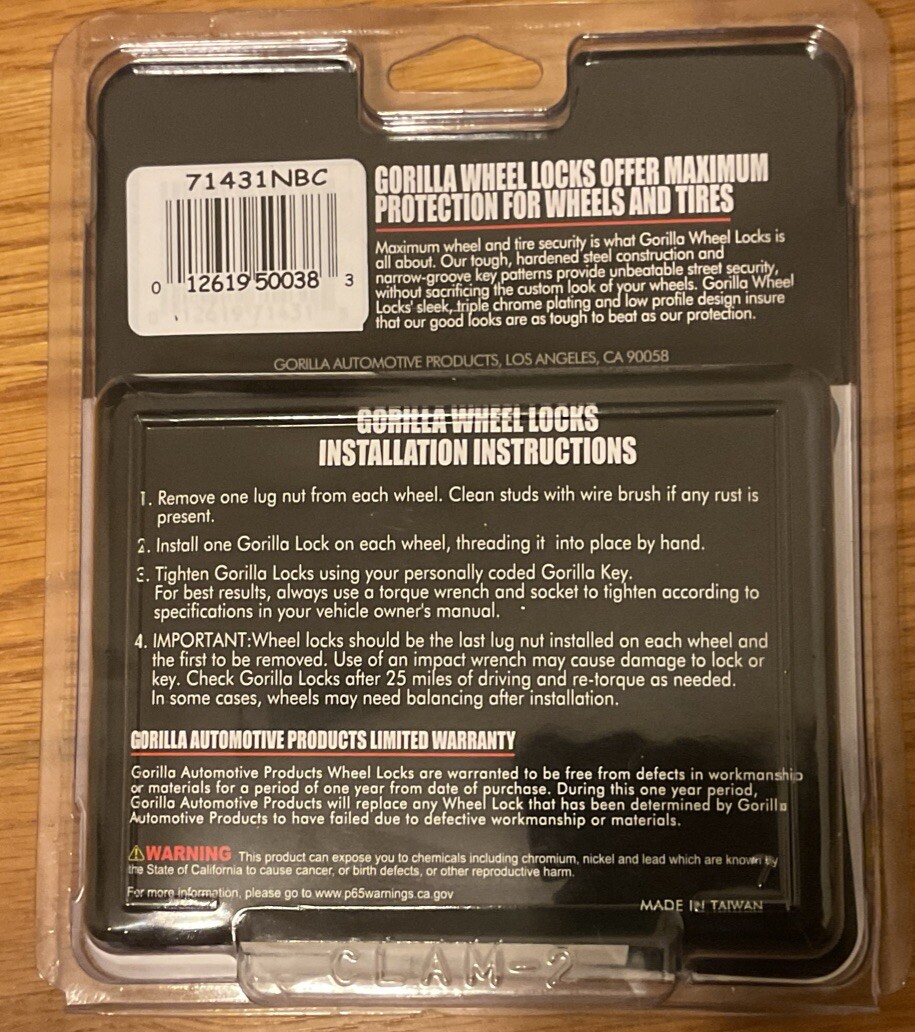 71431NBC
0 12619 50038 3
GORILLA WHEEL LOCKS OFFER MAXIMUM
PROTECTION FOR WHEELS AND TIRES
Maximum wheel and tire security is what Gorilla Wheel Locks is
all about. Our tough, hardened steel construction and
narrow-groove key patterns provide unbeatable street security,
without sacrificing the custom look of your wheels. Gorilla Wheel
Locks' sleek, triple chrome plating and low profile design insure
that our good looks are as tough to beat as our protection.
GORILLA AUTOMOTIVE PRODUCTS, LOS ANGELES, CA 90058
GORILLA WHEEL LOCKS
INSTALLATION INSTRUCTIONS
1. Remove one lug nut from each wheel. Clean studs with wire brush if any rust is
present.
2. Install one Gorilla Lock on each wheel, threading it into place by hand.
3. Tighten Gorilla Locks using your personally coded Gorilla Key.
For best results, always use a torque wrench and socket to tighten according to
specifications in your vehicle owner's manual.
4. IMPORTANT:Wheel locks should be the last lug nut installed on each wheel and
the first to be removed. Use of an impact wrench may cause damage to lock or
key. Check Gorilla Locks after 25 miles of driving and re-torque as needed.
In some cases, wheels may need balancing after installation.
GORILLA AUTOMOTIVE PRODUCTS LIMITED WARRANTY
Gorilla Automotive Products Wheel Locks are warranted to be free from defects in workmanship
or materials for a period of one year from date of purchase. During this one year period,
Gorilla Automotive Products will replace any Wheel Lock that has been determined by Gorilla
Automotive Products to have failed due to defective workmanship or materials.
WARNING This product can expose you to chemicals including chromium, nickel and lead which are known by
the State of California to cause cancer, or birth defects, or other reproductive harm.
For more information, please go to www.p65warnings.ca.gov
MADE IN TAIWAN
CLAM-2